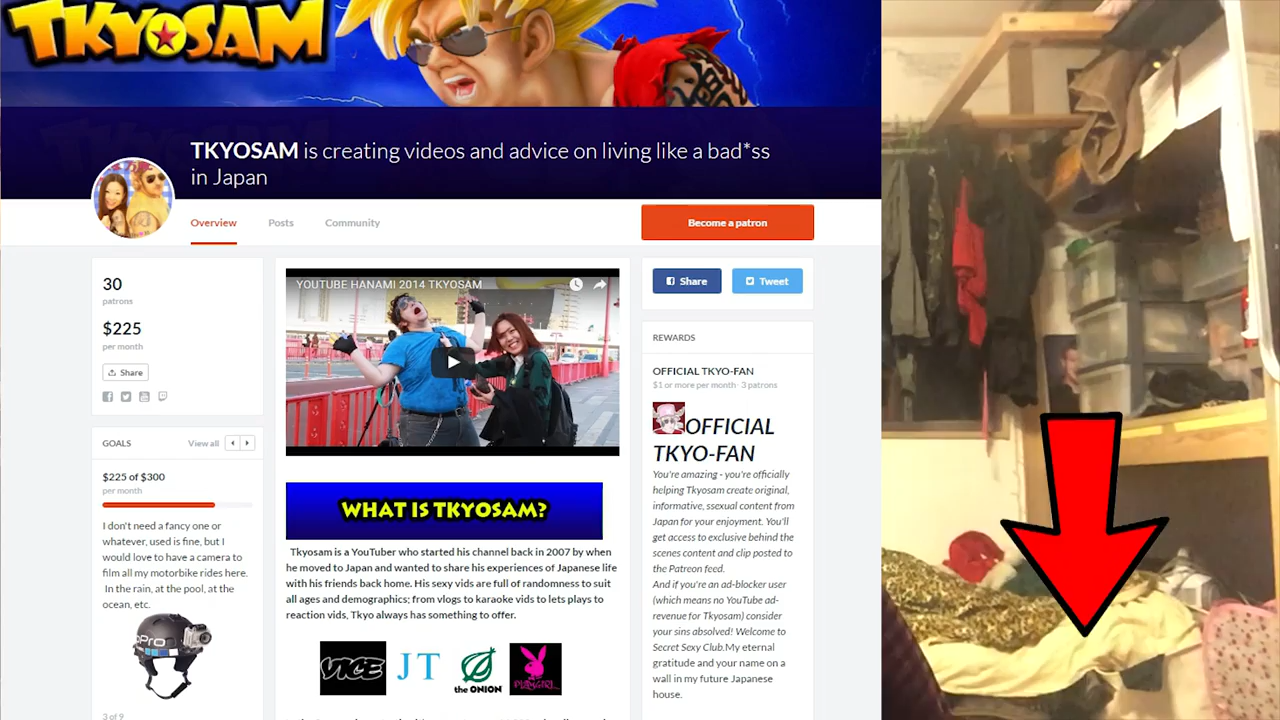 TKYOSAM
TKYOSAM is creating videos and advice on living like a bad*ss
in Japan
Overview
Posts
Community
Become a patron
30
patrons
$225
per month
Share
GOALS
View all
$225 of $300
per month
I don't need a fancy one or
whatever, used is fine, but I
would love to have a camera to
film all my motorbike rides here.
In the rain, at the pool, at the
ocean, etc.
GoPro
3 of 9
YOUTUBE HANAMI 2014 TKYOSAM
WHAT IS TKYOSAM?
Tkyosam is a YouTuber who started his channel back in 2007 by when
he moved to Japan and wanted to share his experiences of Japanese life
with his friends back home. His sexy vids are full of randomness to suit
all ages and demographics; from vlogs to karaoke vids to lets plays to
reaction vids, Tkyo always has something to offer.
VICE
JT
the ONION
PLAYGIRL
Share
Tweet
REWARDS
OFFICIAL TKYO-FAN
$1 or more per month · 3 patrons
OFFICIAL
TKYO-FAN
You're amazing - you're officially
helping Tkyosam create original,
informative, ssexual content from
Japan for your enjoyment. You'll
get access to exclusive behind the
scenes content and clip posted to
the Patreon feed.
And if you're an ad-blocker user
(which means no YouTube ad-
revenue for Tkyosam) consider
your sins absolved! Welcome to
Secret Sexy Club.My eternal
gratitude and your name on a
wall in my future Japanese
house.